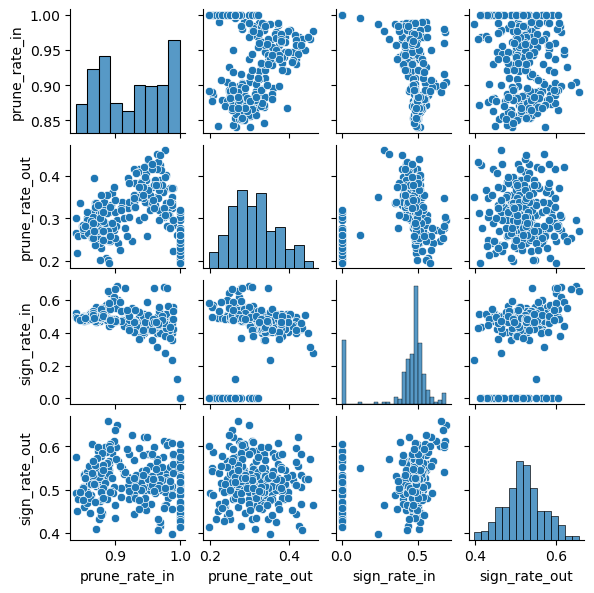 prune_rate_in
1.00
0.95
0.90
0.85
prune_rate_out
0.4
0.3
0.2
sign_rate_in
0.6
0.4
0.2
0.0
sign_rate_out
0.6
0.5
0.4
0.9 1.0 0.2 0.4 0.0 0.5 0.4 0.6
prune_rate_in prune_rate_out sign_rate_in sign_rate_out